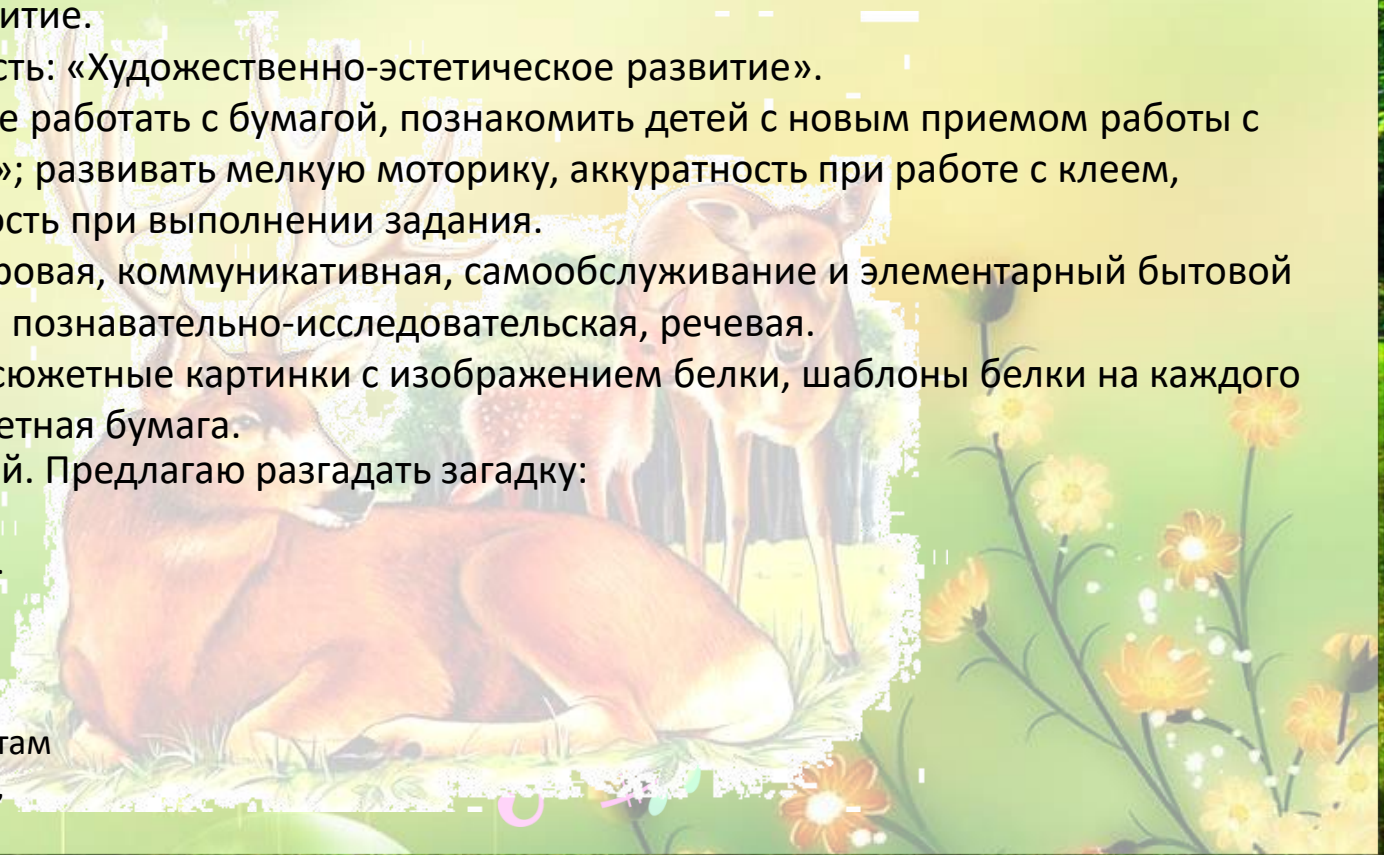 итие.
сть: «Художественно-эстетическое развитие».
е работать с бумагой, познакомить детей с новым приемом работы с
»; развивать мелкую моторику, аккуратность при работе с клеем,
ость при выполнении задания.
ровая, коммуникативная, самообслуживание и элементарный бытовой
познавательно-исследовательская, речевая.
сюжетные картинки с изображением белки, шаблоны белки на каждого
етная бумага.
й. Предлагаю разгадать загадку:
.
там
,